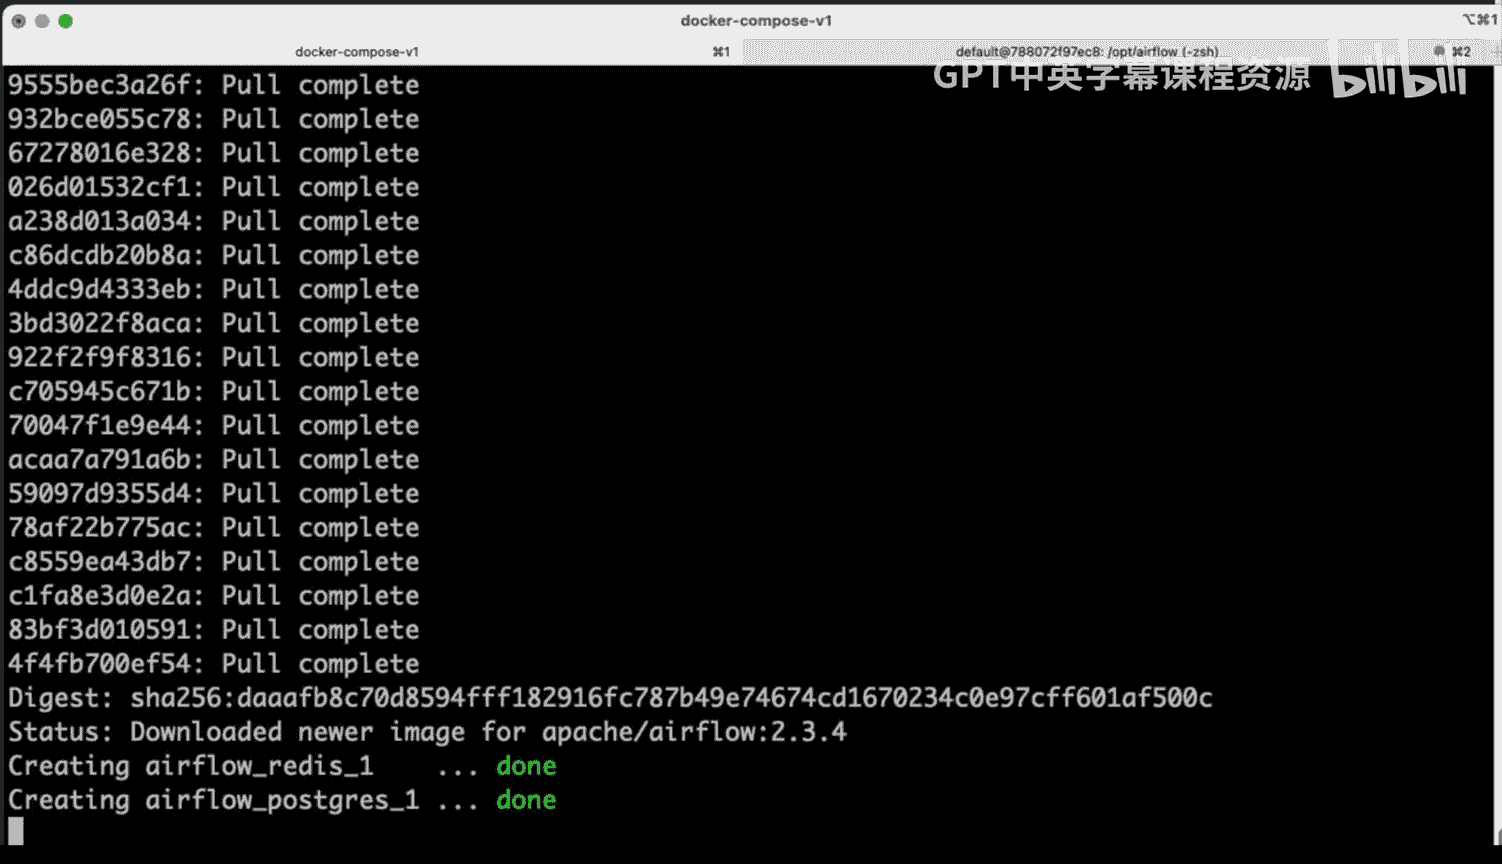 docker-compose-v1
⌥⌘1
docker-compose-v1 ⌘1 default@788072f97ec8: /opt/airflow (-zsh) ⌘2
GPT中英字幕课程资源 bilibili
9555bec3a26f: Pull complete
932bce055c78: Pull complete
67278016e328: Pull complete
026d01532cf1: Pull complete
a238d013a034: Pull complete
c86dcdb20b8a: Pull complete
4ddc9d4333eb: Pull complete
3bd3022f8aca: Pull complete
922f2f9f8316: Pull complete
c705945c671b: Pull complete
70047f1e9e44: Pull complete
acaa7a791a6b: Pull complete
59097d9355d4: Pull complete
78af22b775ac: Pull complete
c8559ea43db7: Pull complete
c1fa8e3d0e2a: Pull complete
83bf3d010591: Pull complete
4f4fb700ef54: Pull complete
Digest: sha256:daaafb8c70d8594fff182916fc787b49e74674cd1670234c0e97cff601af500c
Status: Downloaded newer image for apache/airflow:2.3.4
Creating airflow_redis_1    ... done
Creating airflow_postgres_1 ... done